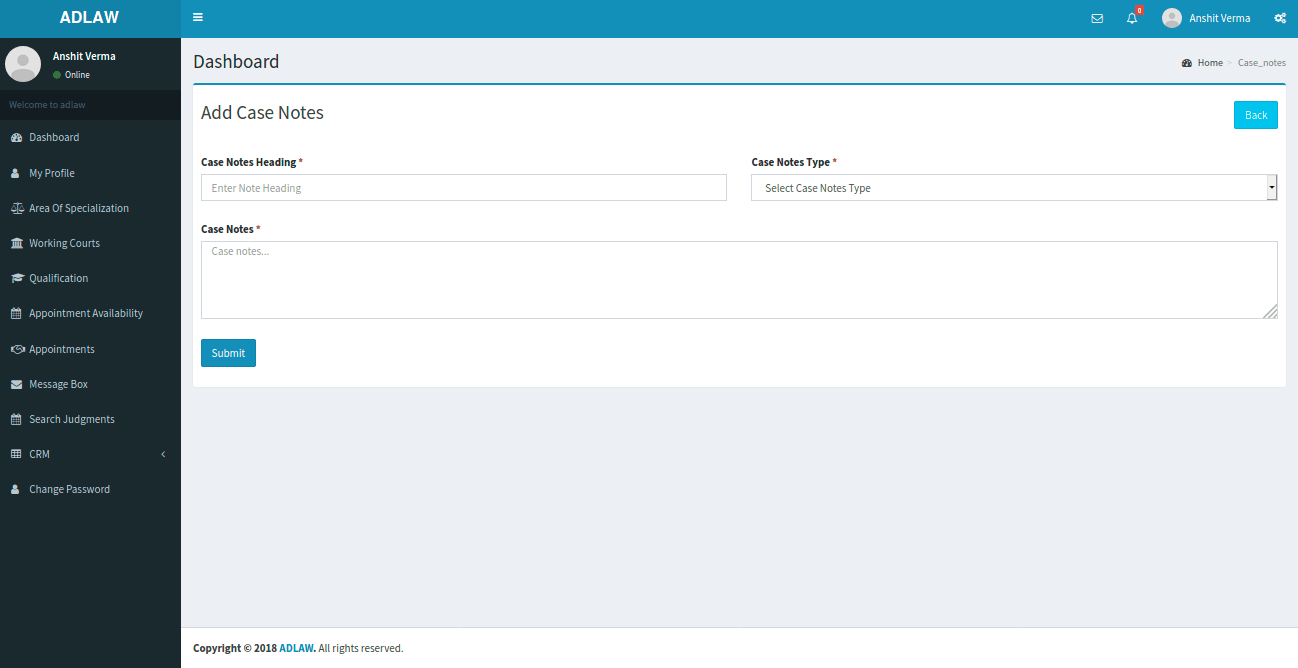 ADLAW
0
Anshit Verma
Anshit Verma
Online
Welcome to adlaw
Dashboard
My Profile
Area Of Specialization
Working Courts
Qualification
Appointment Availability
Appointments
Message Box
Search Judgments
CRM
Change Password
Dashboard
Home > Case_notes
Add Case Notes
Back
Case Notes Heading *
Case Notes Type *
Enter Note Heading
Select Case Notes Type
Case Notes *
Case notes...
Submit
Copyright © 2018 ADLAW. All rights reserved.